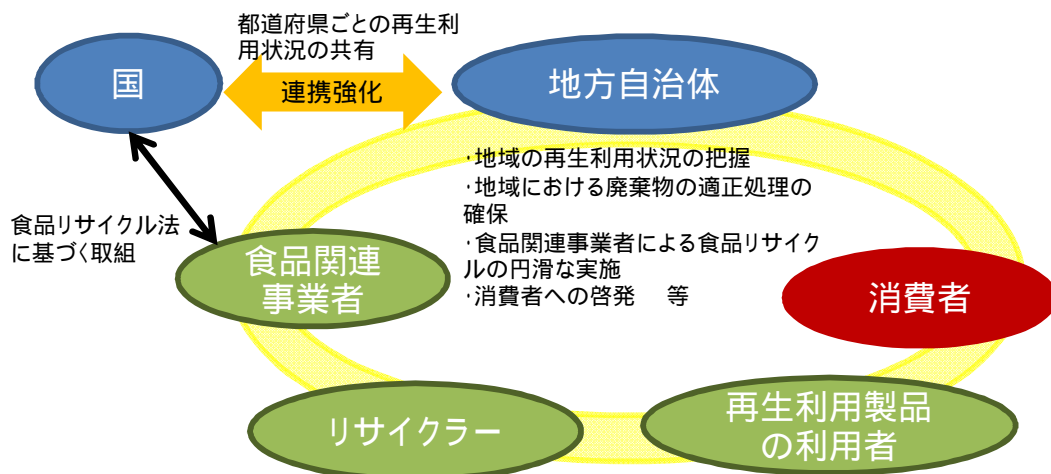 都道府県ごとの再生利
用状況の共有
国
連携強化
地方自治体
・地域の再生利用状況の把握
・地域における廃棄物の適正処理の
確保
・食品関連事業者による食品リサイク
ルの円滑な実施
・消費者への啓発　等
食品リサイクル法
に基づく取組
食品関連
事業者
消費者
リサイクラー
再生利用製品
の利用者